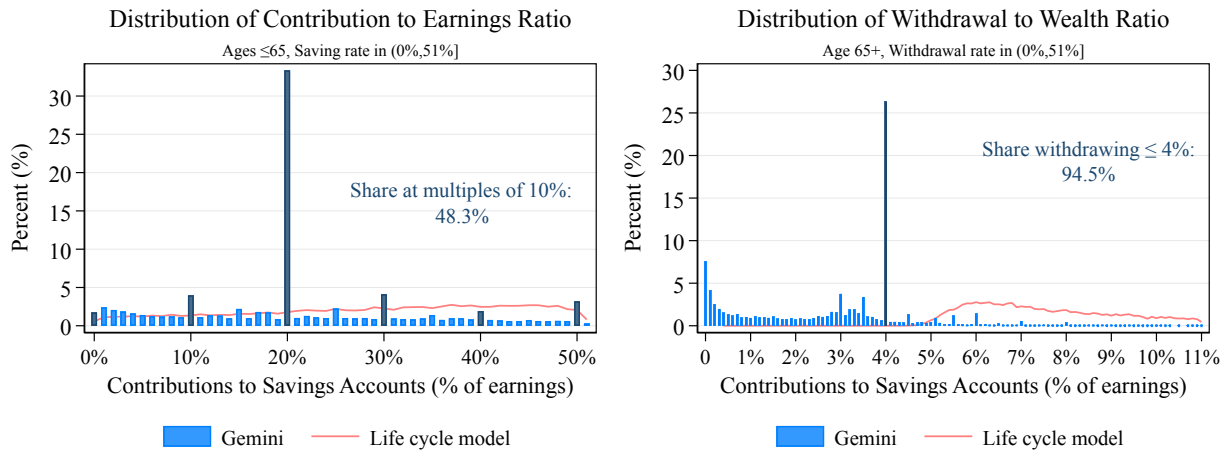 Distribution of Contribution to Earnings Ratio
Ages ≤65, Saving rate in (0%,51%]
Percent (%)
30
25
20
15
10
5
0
Share at multiples of 10%:
48.3%
0% 10% 20% 30% 40% 50%
Contributions to Savings Accounts (% of earnings)
Gemini Life cycle model
Distribution of Withdrawal to Wealth Ratio
Age 65+, Withdrawal rate in (0%,51%]
Percent (%)
30
25
20
15
10
5
0
Share withdrawing ≤ 4%:
94.5%
0 1% 2% 3% 4% 5% 6% 7% 8% 9% 10% 11%
Contributions to Savings Accounts (% of earnings)
Gemini Life cycle model